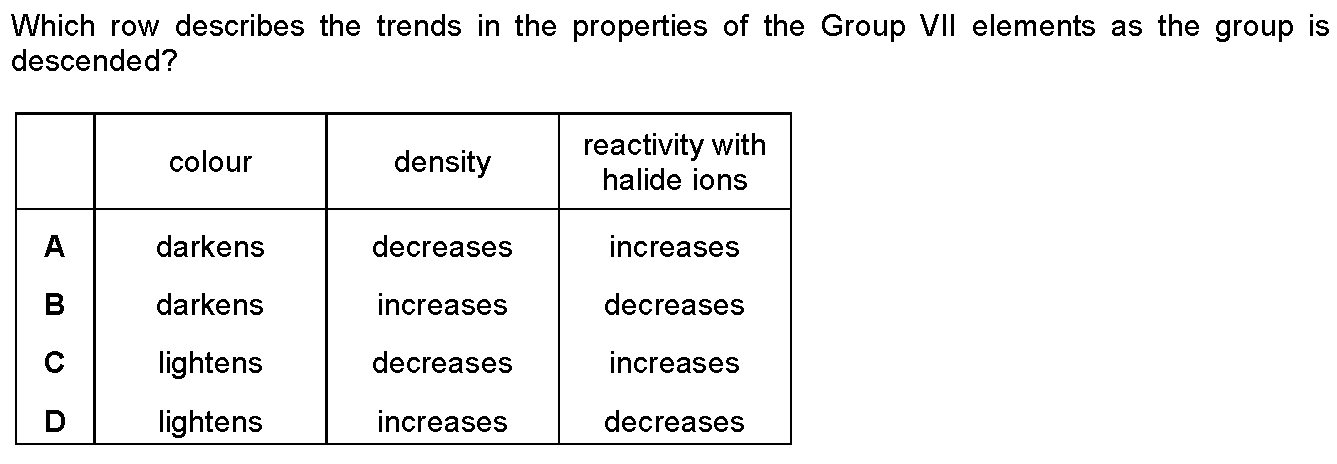 Which row describes the trends in the properties of the Group VII elements as the group is
descended?
colour density reactivity with
halide ions
A darkens decreases increases
B darkens increases decreases
C lightens decreases increases
D lightens increases decreases